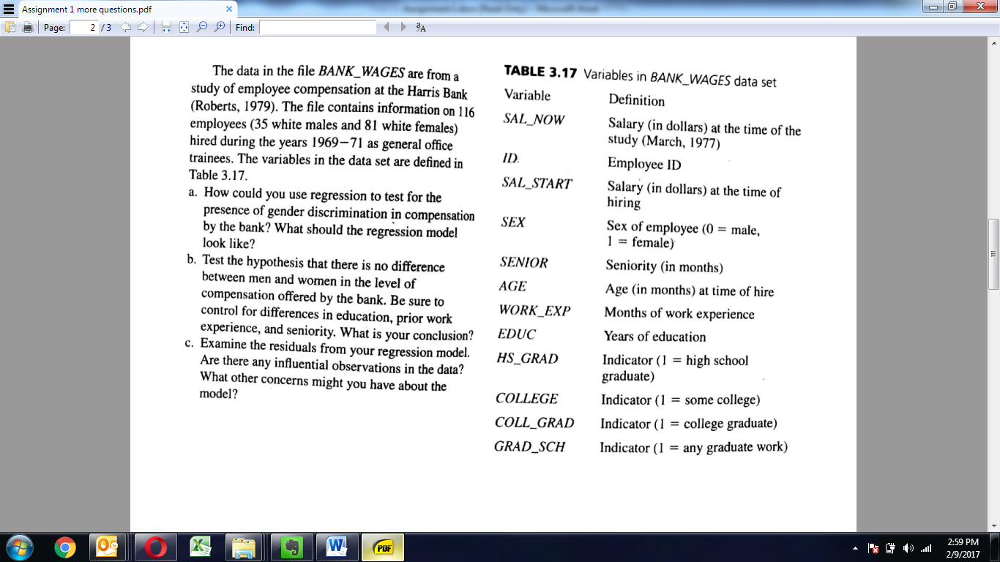 Assignment 1 more questions.pdf
Page:
2
/ 3
Find:
The data in the file BANK_WAGES are from a
study of employee compensation at the Harris Bank
(Roberts, 1979). The file contains information on 116
employees (35 white males and 81 white females)
hired during the years 1969–71 as general office
trainees. The variables in the data set are defined in
Table 3.17.
a. How could you use regression to test for the
presence of gender discrimination in compensation
by the bank? What should the regression model
look like?
b. Test the hypothesis that there is no difference
between men and women in the level of
compensation offered by the bank. Be sure to
control for differences in education, prior work
experience, and seniority. What is your conclusion?
c. Examine the residuals from your regression model.
Are there any influential observations in the data?
What other concerns might you have about the
model?
TABLE 3.17 Variables in BANK_WAGES data set
Variable Definition
SAL_NOW Salary (in dollars) at the time of the
study (March, 1977)
ID. Employee ID
SAL_START Salary (in dollars) at the time of
hiring
SEX Sex of employee (0 = male,
1 = female)
SENIOR Seniority (in months)
AGE Age (in months) at time of hire
WORK_EXP Months of work experience
EDUC Years of education
HS_GRAD Indicator (1 = high school
graduate)
COLLEGE Indicator (1 = some college)
COLL_GRAD Indicator (1 = college graduate)
GRAD_SCH Indicator (1 = any graduate work)
PDF
2:59 PM
2/9/2017